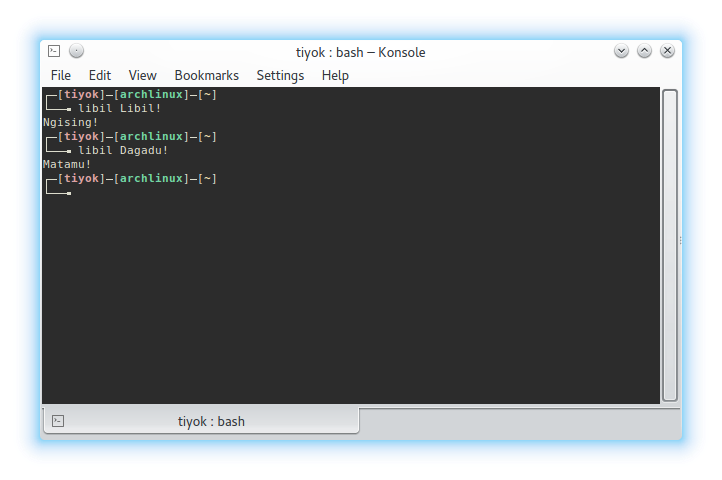 tiyok : bash – Konsole
File Edit View Bookmarks Settings Help
┌─[tiyok]─[archlinux]─[~]
└──╼ libil Libil!
Ngising!
┌─[tiyok]─[archlinux]─[~]
└──╼ libil Dagadu!
Matamu!
┌─[tiyok]─[archlinux]─[~]
└──╼
tiyok : bash